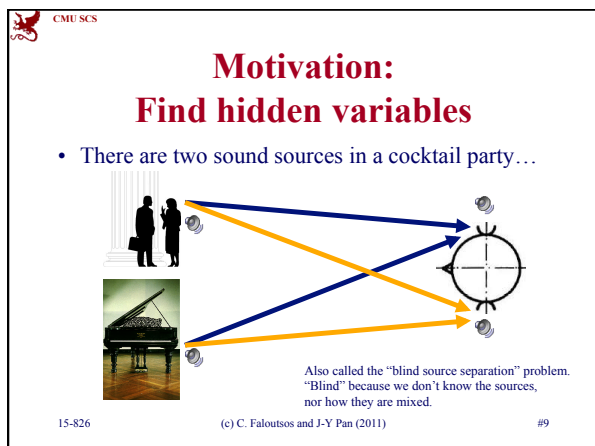 CMU SCS
Motivation:
Find hidden variables
• There are two sound sources in a cocktail party…
Also called the “blind source separation” problem.
“Blind” because we don’t know the sources,
nor how they are mixed.
15-826
(c) C. Faloutsos and J-Y Pan (2011)
#9